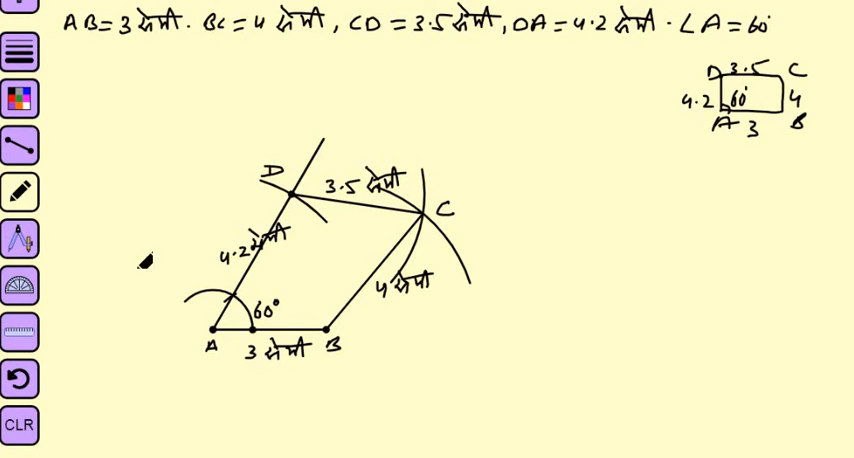 AB = 3 सेमी . BC = 4 सेमी , CD = 3.5 सेमी , DA = 4.2 सेमी . ∠A = 60°
D 3.5 C
4.2 60° 4
A 3 B
D
3.5 सेमी
C
4.2 सेमी
4 सेमी
60°
A 3 सेमी B
CLR